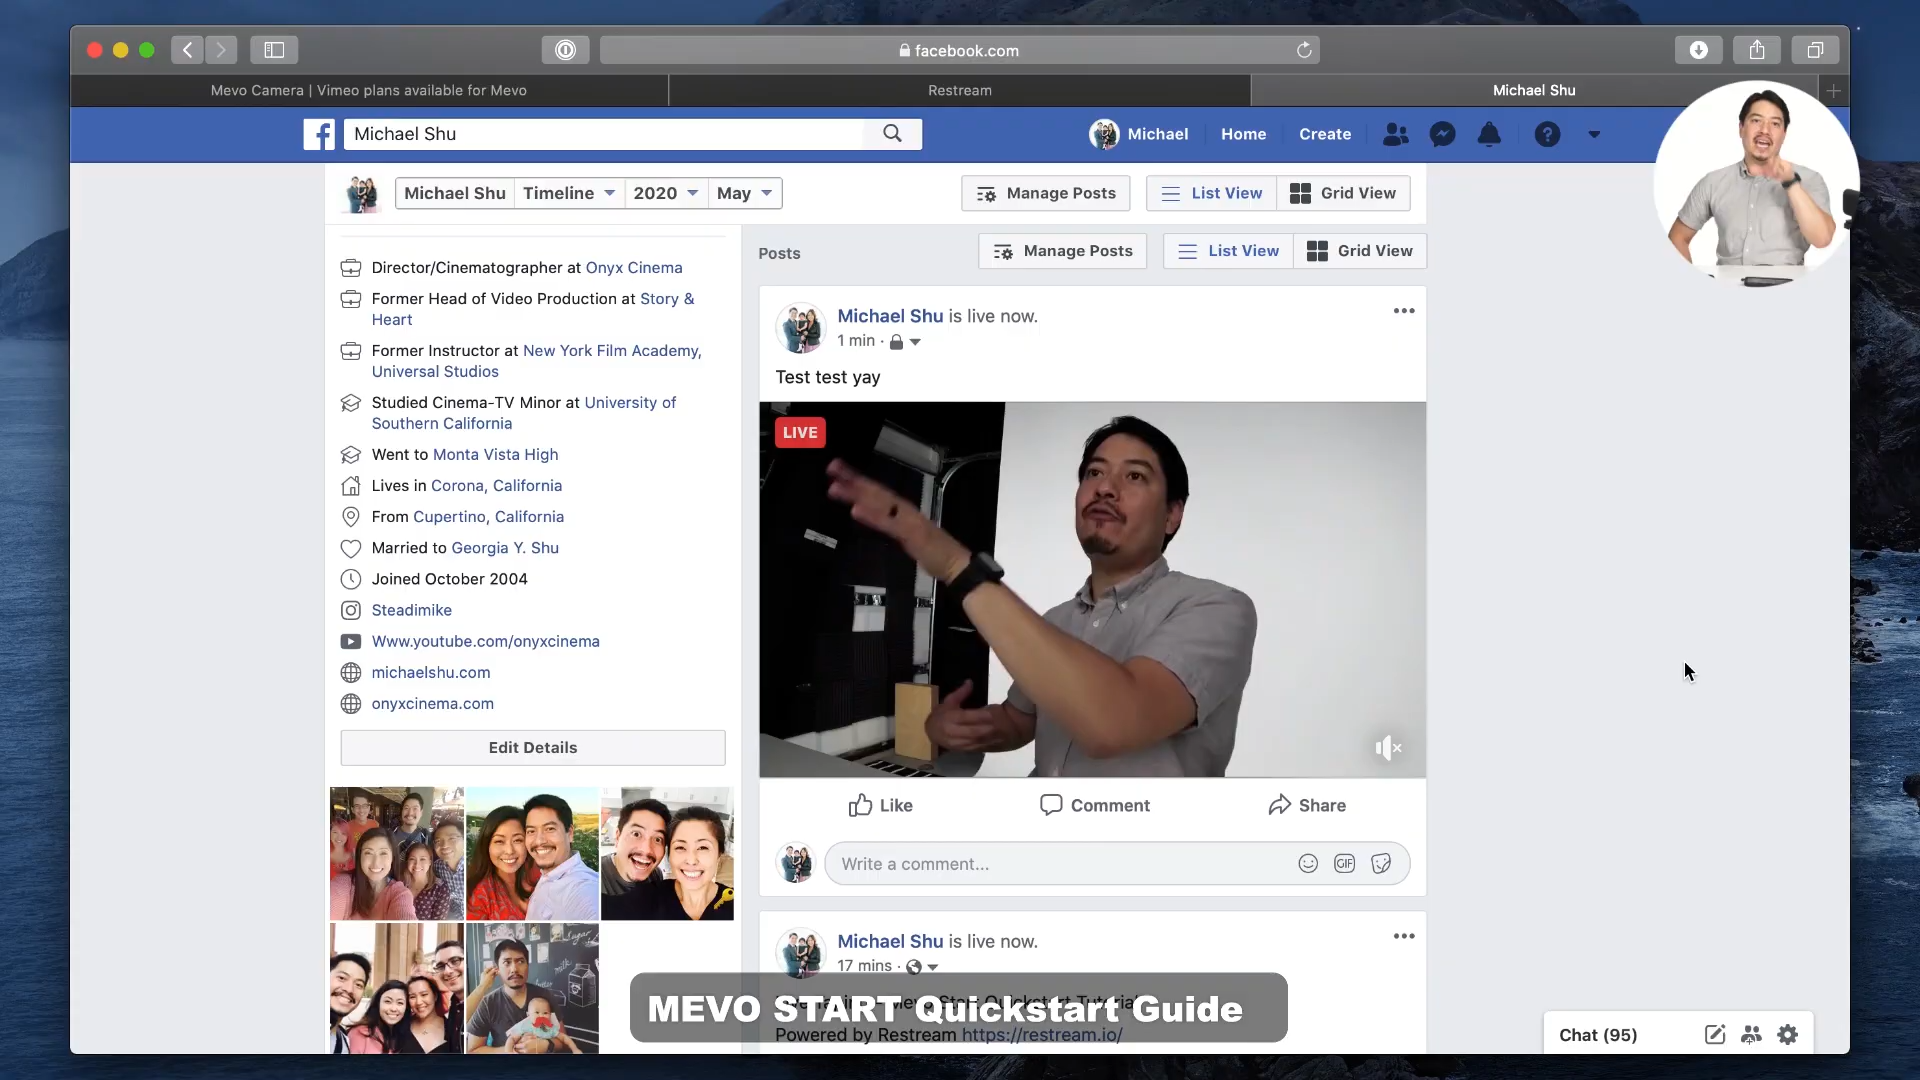 facebook.com
Mevo Camera | Vimeo plans available for Mevo
Restream
Michael Shu
Michael Shu
Michael
Home
Create
Michael Shu
Timeline
2020
May
Manage Posts
List View
Grid View
Director/Cinematographer at Onyx Cinema
Former Head of Video Production at Story &
Heart
Former Instructor at New York Film Academy,
Universal Studios
Studied Cinema-TV Minor at University of
Southern California
Went to Monta Vista High
Lives in Corona, California
From Cupertino, California
Married to Georgia Y. Shu
Joined October 2004
Steadimike
Www.youtube.com/onyxcinema
michaelshu.com
onyxcinema.com
Edit Details
Posts
Manage Posts
List View
Grid View
Michael Shu is live now.
1 min ·
Test test yay
LIVE
Like
Comment
Share
Write a comment...
GIF
Michael Shu is live now.
17 mins ·
Mevo Start Quickstart Tutorial
Powered by Restream https://restream.io/
MEVO START Quickstart Guide
Chat (95)